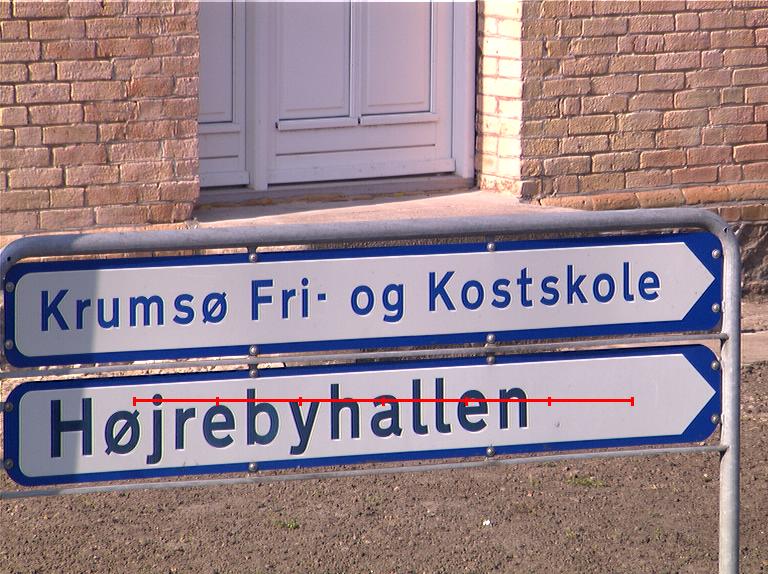 Krumsø Fri- og Kostskole
Højrebyhallen